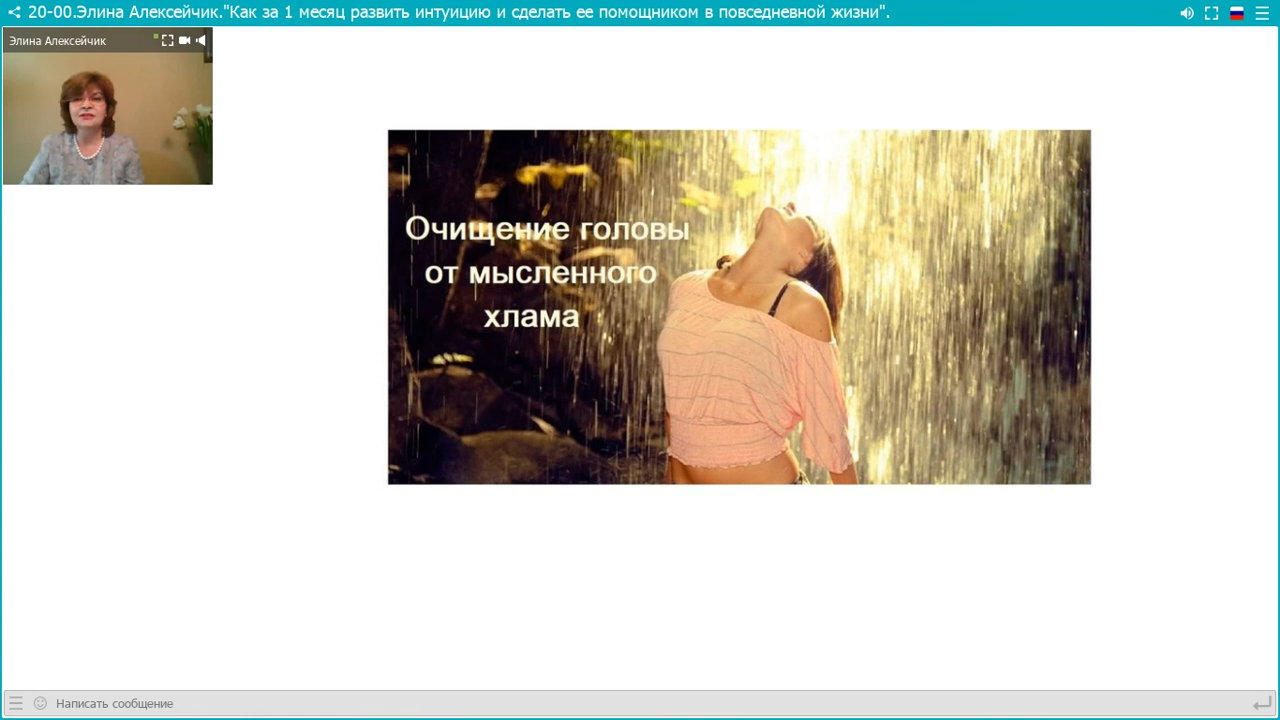 20-00.Элина Алексейчик."Как за 1 месяц развить интуицию и сделать ее помощником в повседневной жизни".
Элина Алексейчик
Очищение головы
от мысленного
хлама
Написать сообщение